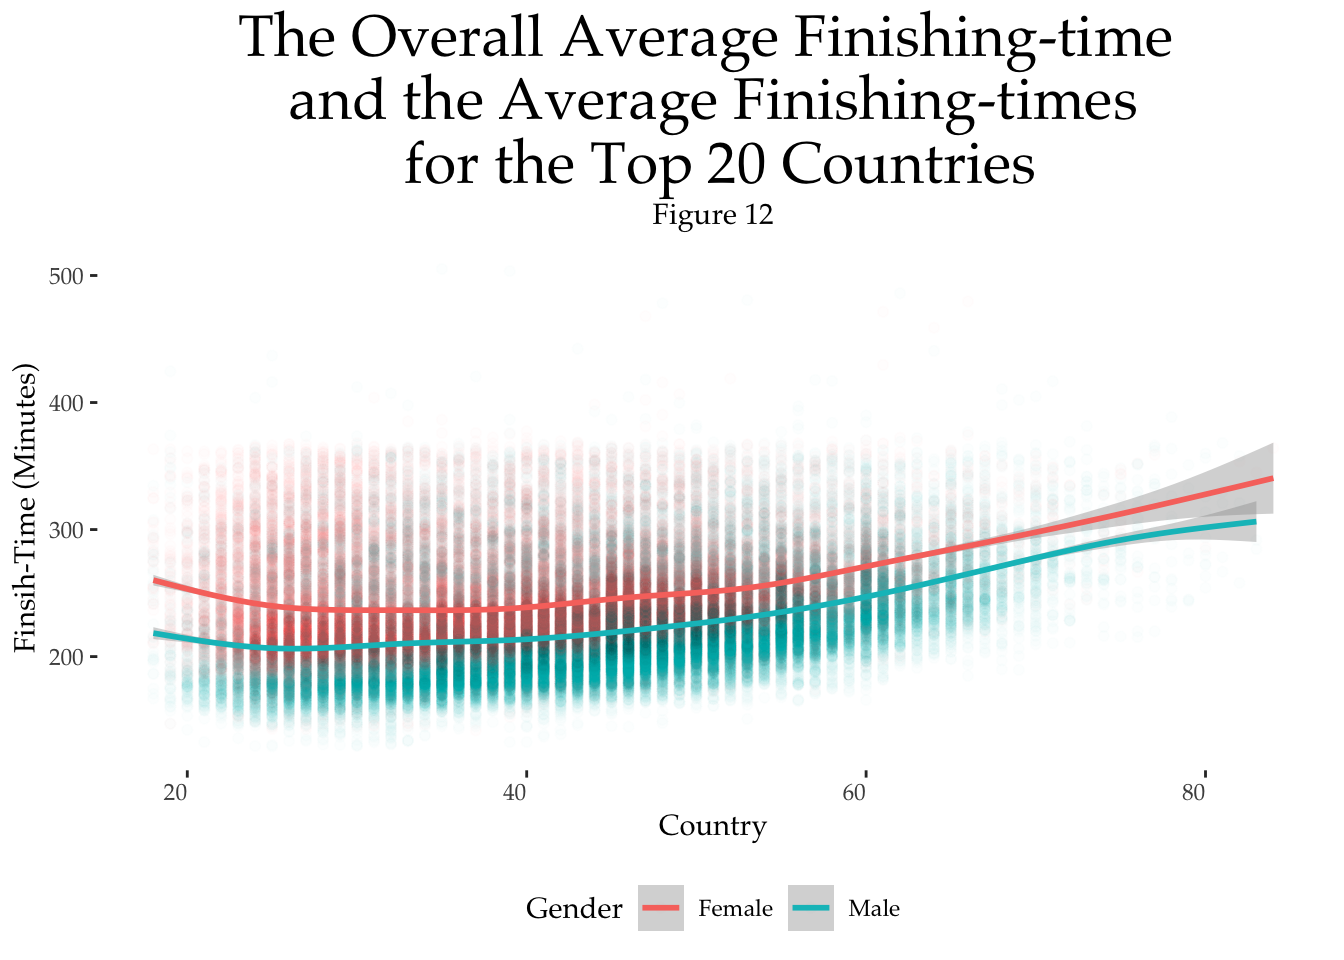 The Overall Average Finishing-time
and the Average Finishing-times
for the Top 20 Countries
Figure 12
500
400
300
200
Finsih-Time (Minutes)
20 40 60 80
Country
Gender Female Male